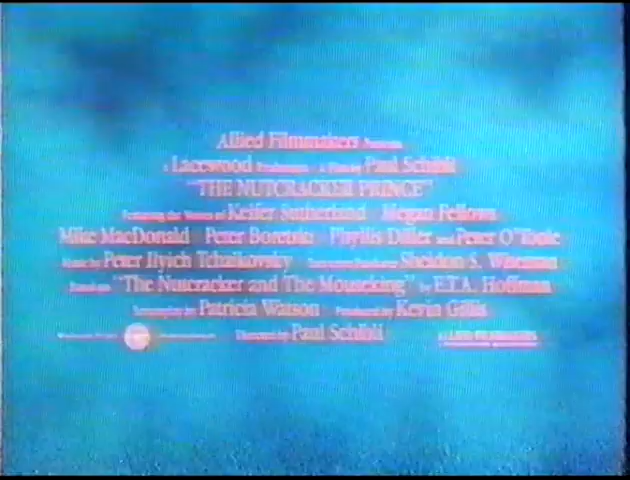 Allied Filmmakers Presents
a Lacewood Production a Film by Paul Schibli
"THE NUTCRACKER PRINCE"
Featuring the Voices of Keifer Sutherland Megan Follows
Mike MacDonald Peter Boretski Phyllis Diller and Peter O'Toole
Music by Peter Ilyich Tchaikovsky Sheldon S. Wiseman
Based on "The Nutcracker and The Mouseking" by E.T.A. Hoffman
Screenplay by Patricia Watson Produced by Kevin Gillis
Directed by Paul Schibli